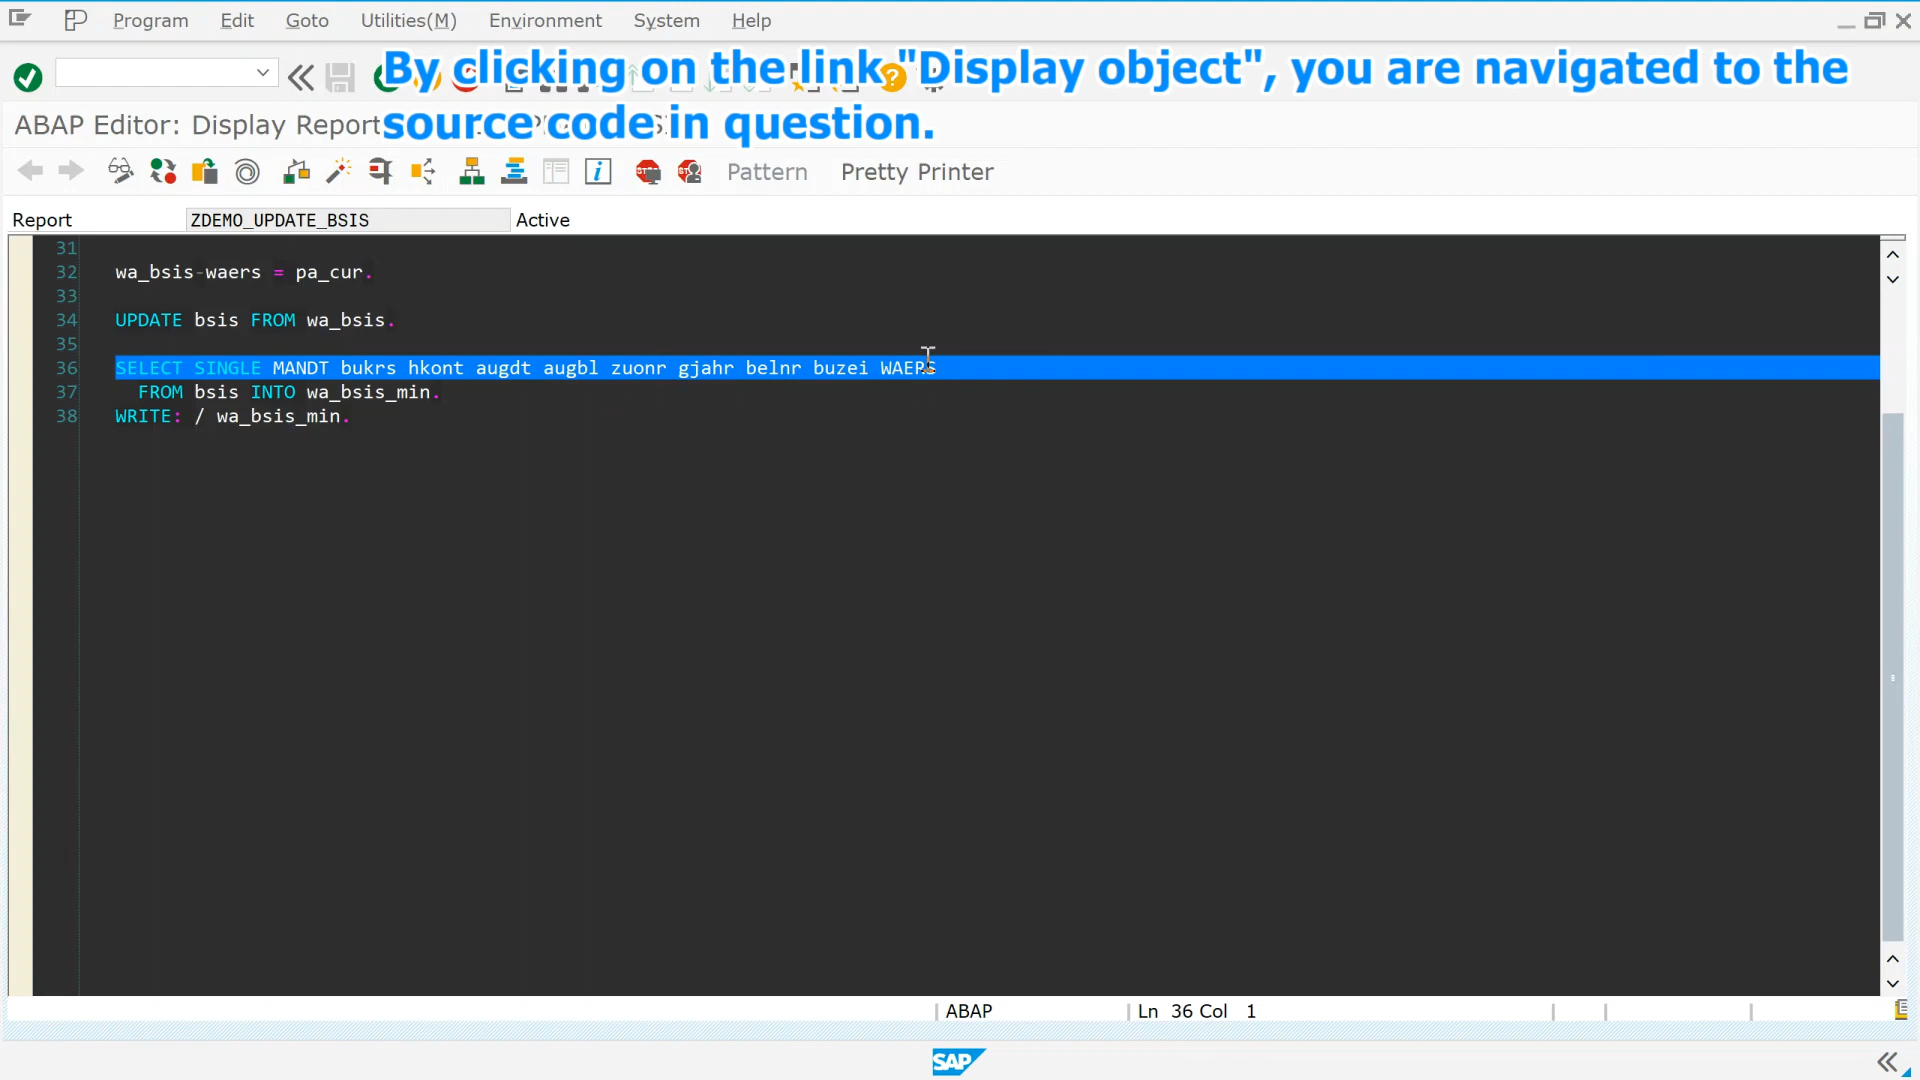 Program Edit Goto Utilities(M) Environment System Help
By clicking on the link "Display object", you are navigated to the
source code in question.
ABAP Editor: Display Report
Pattern Pretty Printer
Report ZDEMO_UPDATE_BSIS Active
31
32 wa_bsis-waers = pa_cur.
33
34 UPDATE bsis FROM wa_bsis.
35
36 SELECT SINGLE MANDT bukrs hkont augdt augbl zuonr gjahr belnr buzei WAERS
37 FROM bsis INTO wa_bsis_min.
38 WRITE: / wa_bsis_min.
ABAP Ln 36 Col 1
SAP